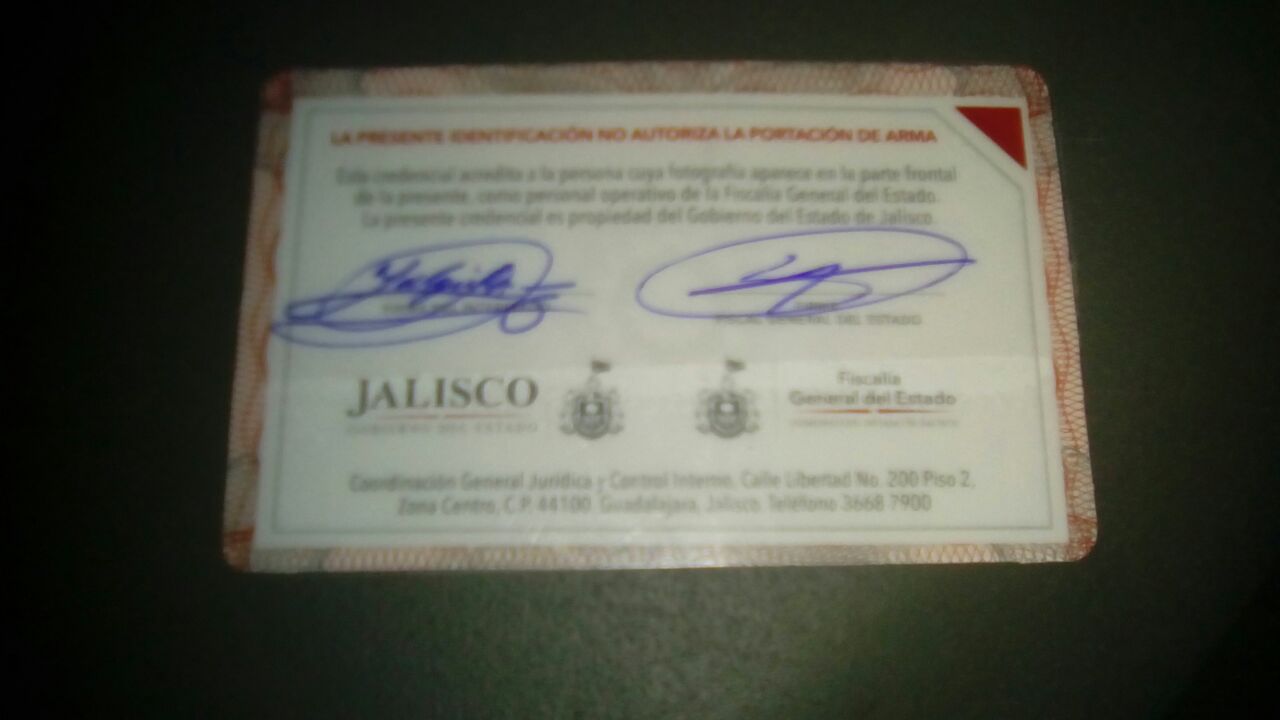 LA PRESENTE IDENTIFICACIÓN NO AUTORIZA LA PORTACIÓN DE ARMA
Esta credencial acredita a la persona cuya fotografía aparece en la parte frontal
de la presente, como personal operativo de la Fiscalía General del Estado.
La presente credencial es propiedad del Gobierno del Estado de Jalisco.
FISCAL GENERAL DEL ESTADO
JALISCO
GOBIERNO DEL ESTADO
Fiscalía
General del Estado
Coordinación General Jurídica y Control Interno, Calle Libertad No. 200 Piso 2,
Zona Centro, C.P. 44100. Guadalajara, Jalisco. Teléfono 3668 7900